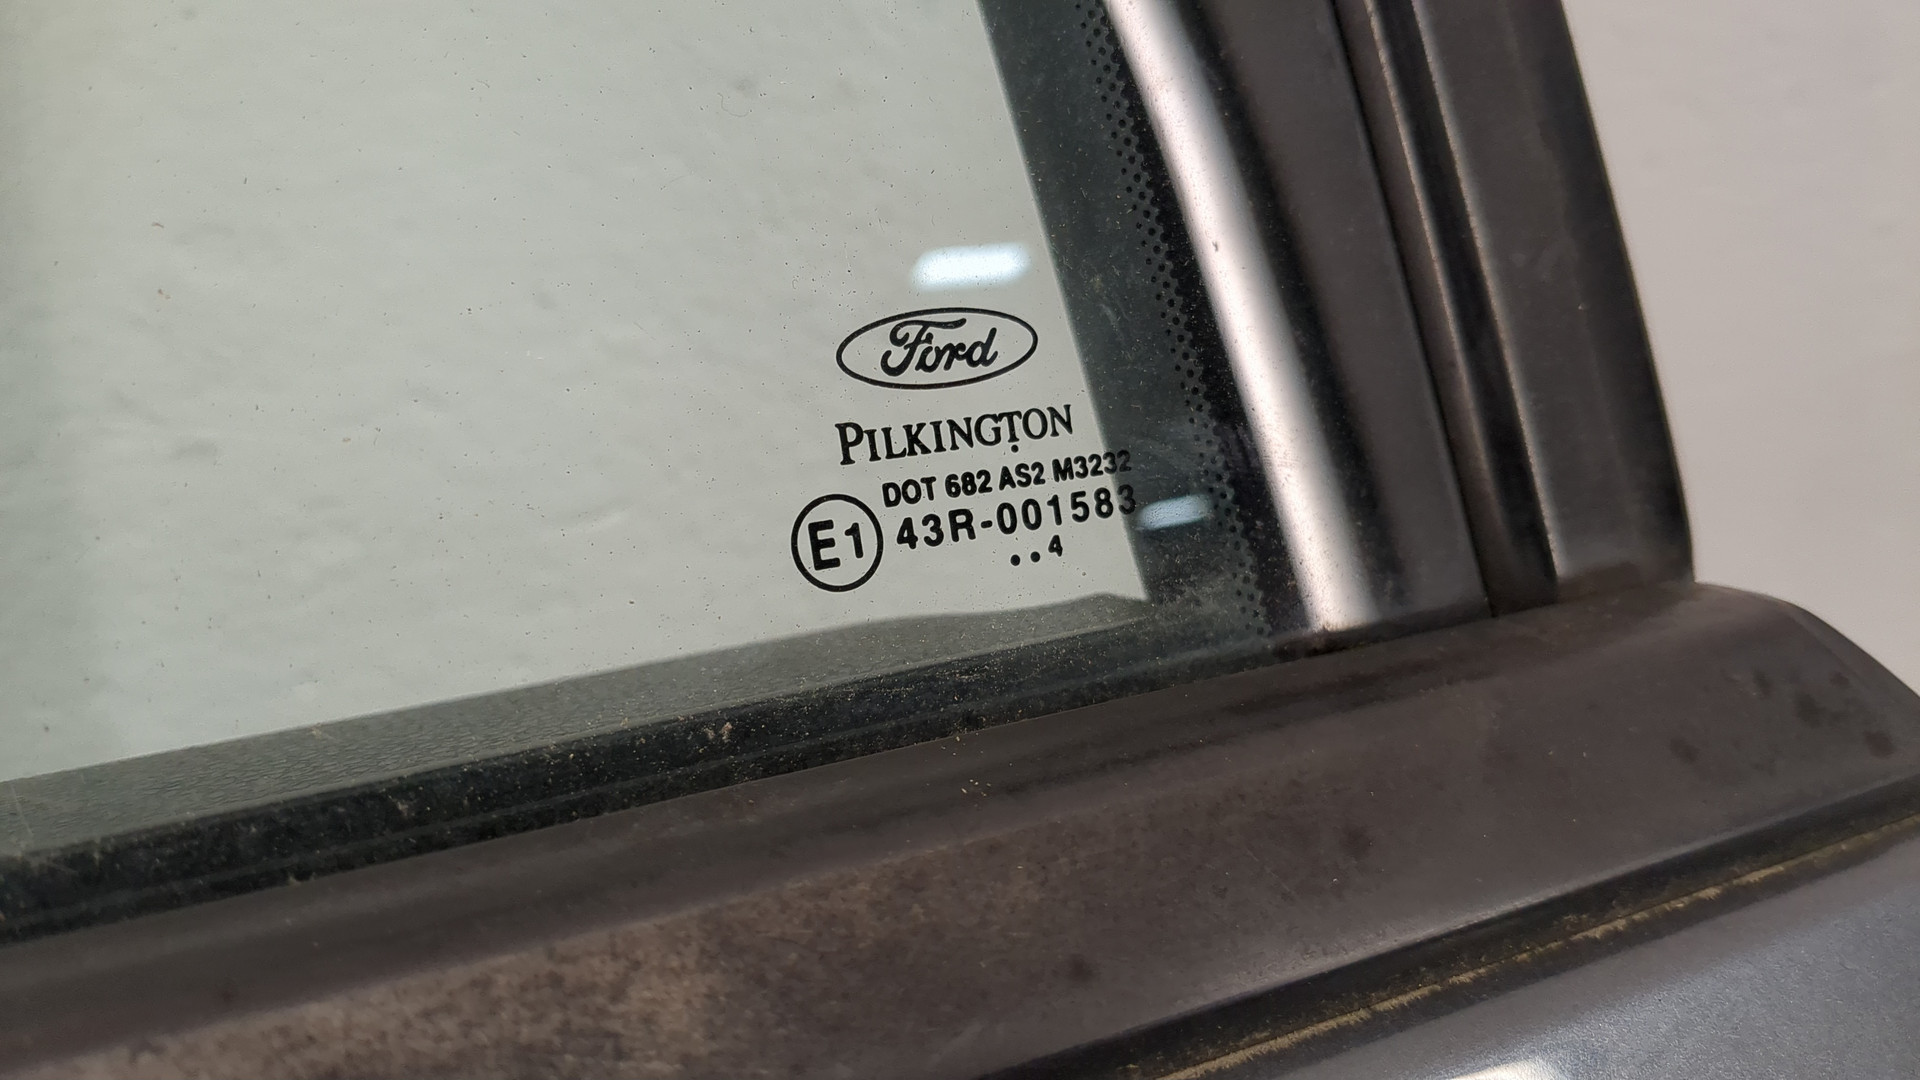 Ford
PILKINGTON
DOT 682 AS2 M3232
E1 43R-001583
..4